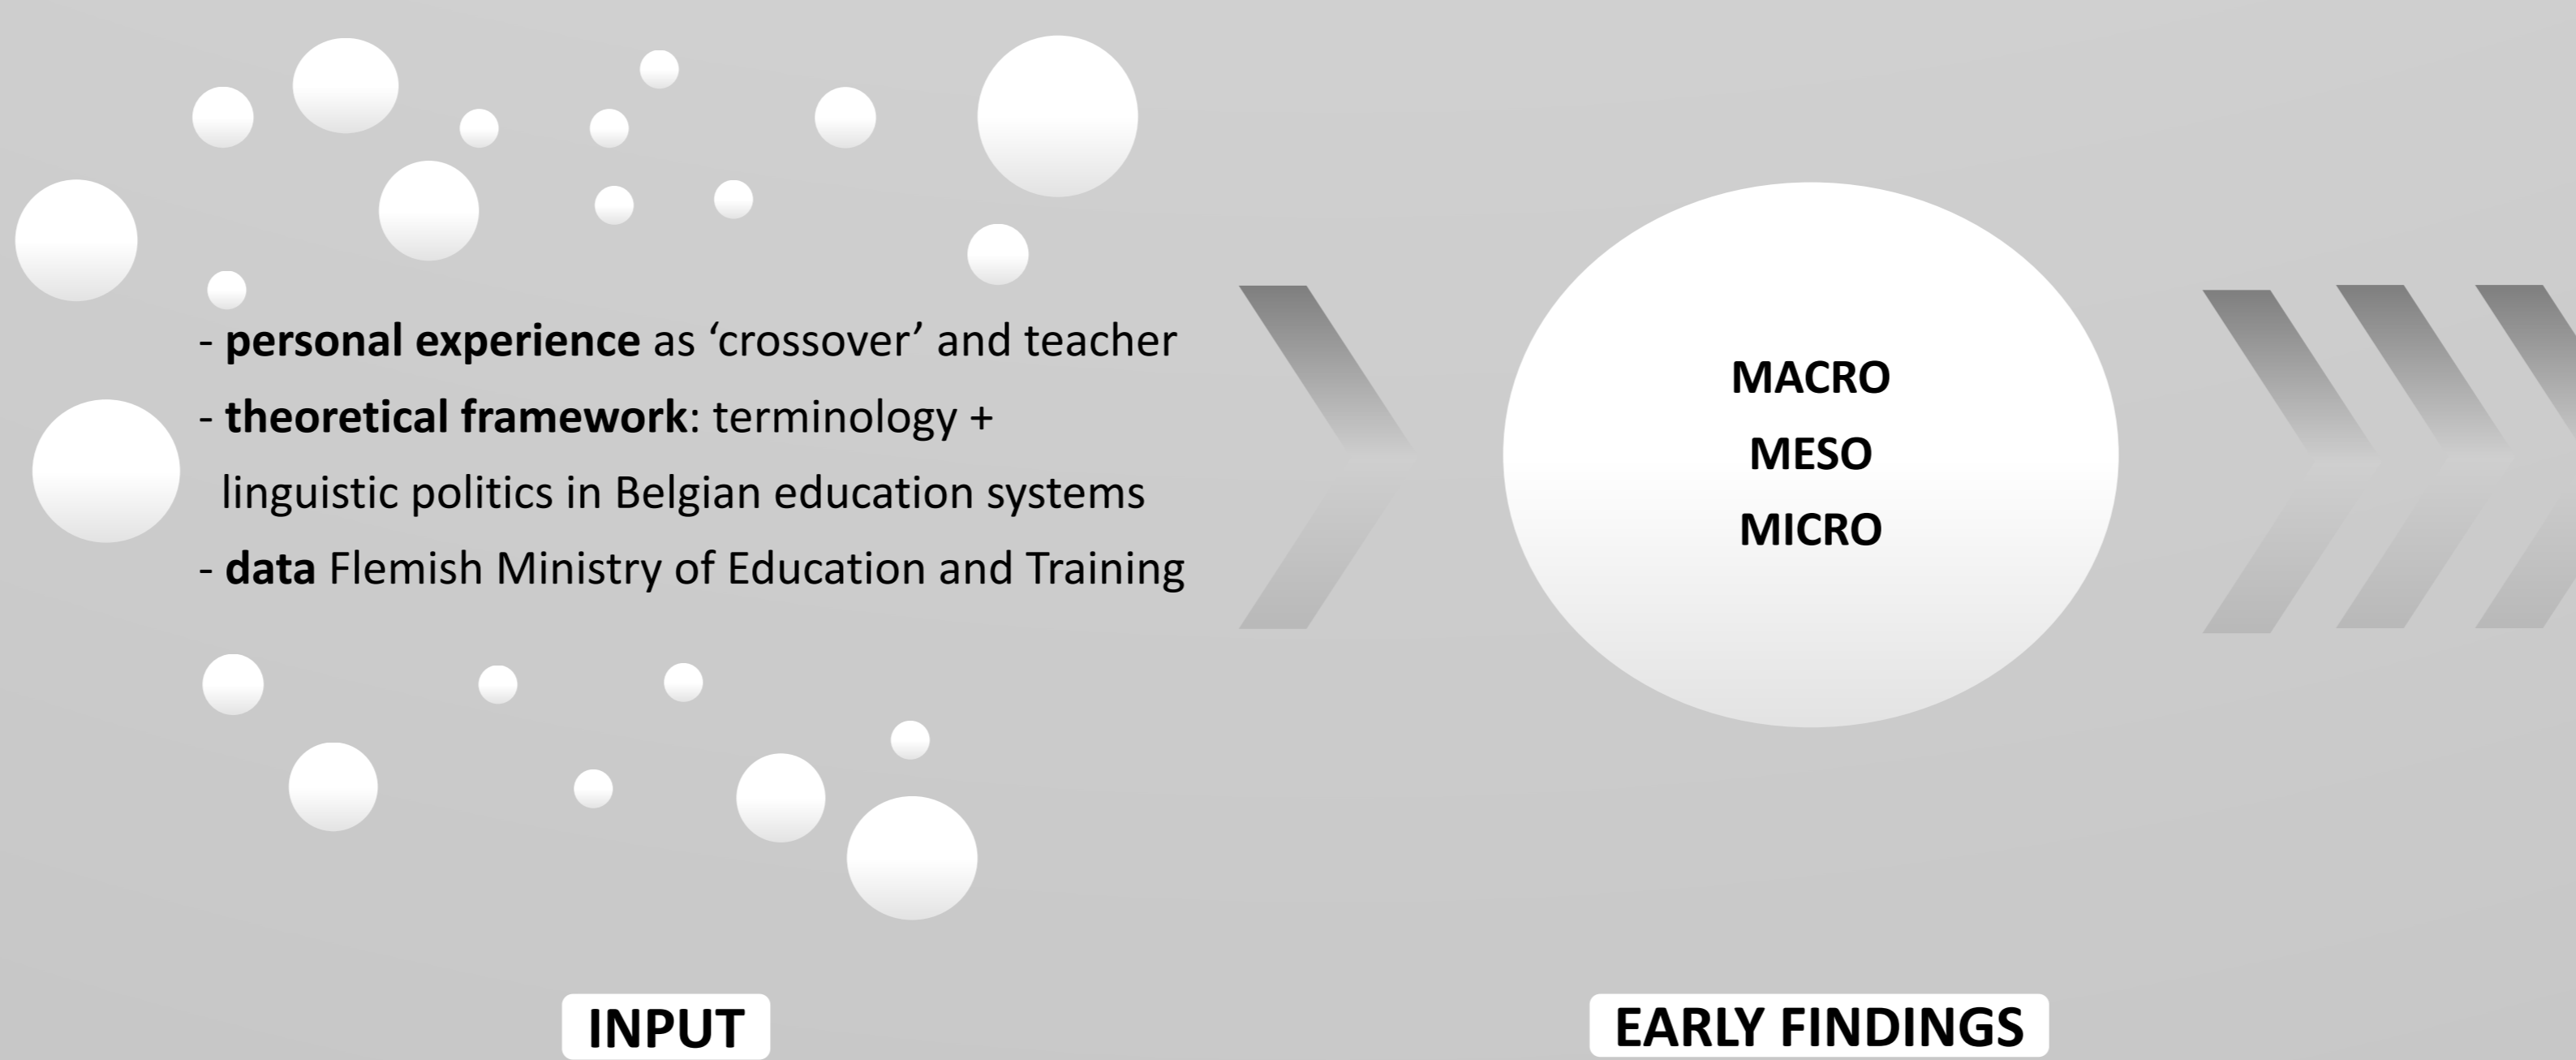 - personal experience as ‘crossover’ and teacher
- theoretical framework: terminology +
linguistic politics in Belgian education systems
- data Flemish Ministry of Education and Training
MACRO
MESO
MICRO
INPUT
EARLY FINDINGS